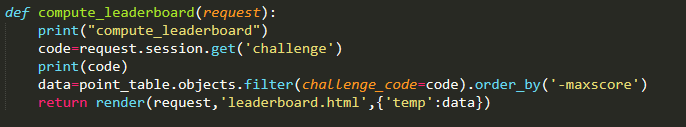 def compute_leaderboard(request):
    print("compute_leaderboard")
    code=request.session.get('challenge')
    print(code)
    data=point_table.objects.filter(challenge_code=code).order_by('-maxscore')
    return render(request,'leaderboard.html',{'temp':data})